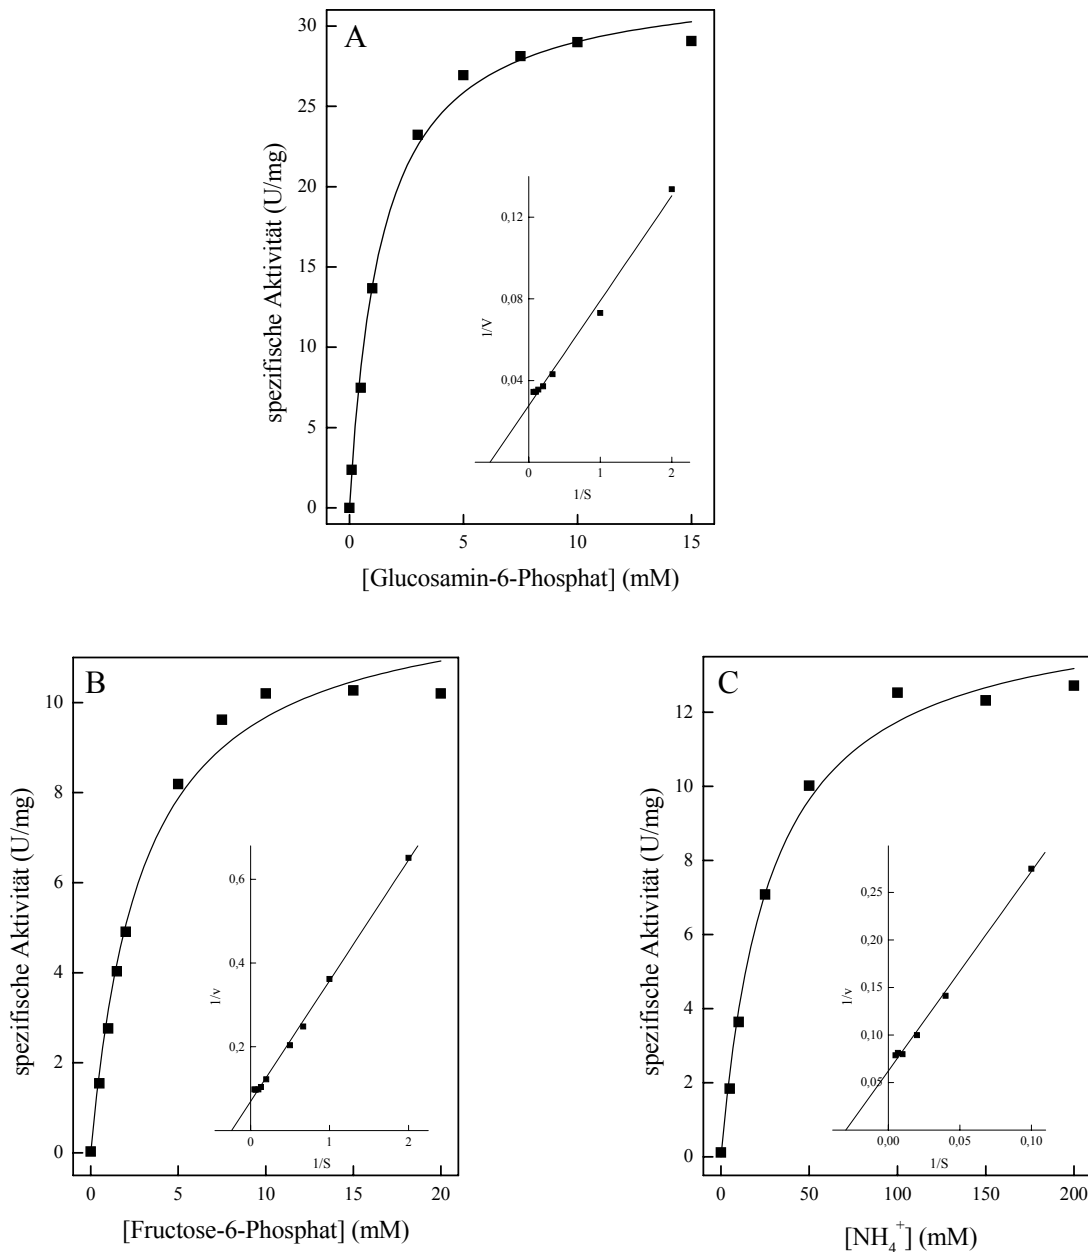 A
30
25
20
15
10
5
0
spezifische Aktivität (U/mg)
0 5 10 15
[Glucosamin-6-Phosphat] (mM)
0,12
0,08
0,04
1/V
0 1 2
1/S
B
10
8
6
4
2
0
spezifische Aktivität (U/mg)
0 5 10 15 20
[Fructose-6-Phosphat] (mM)
0,6
0,4
0,2
1/v
0 1 2
1/S
C
12
10
8
6
4
2
0
spezifische Aktivität (U/mg)
0 50 100 150 200
[NH₄⁺] (mM)
0,25
0,20
0,15
0,10
0,05
1/v
0,00 0,05 0,10
1/S